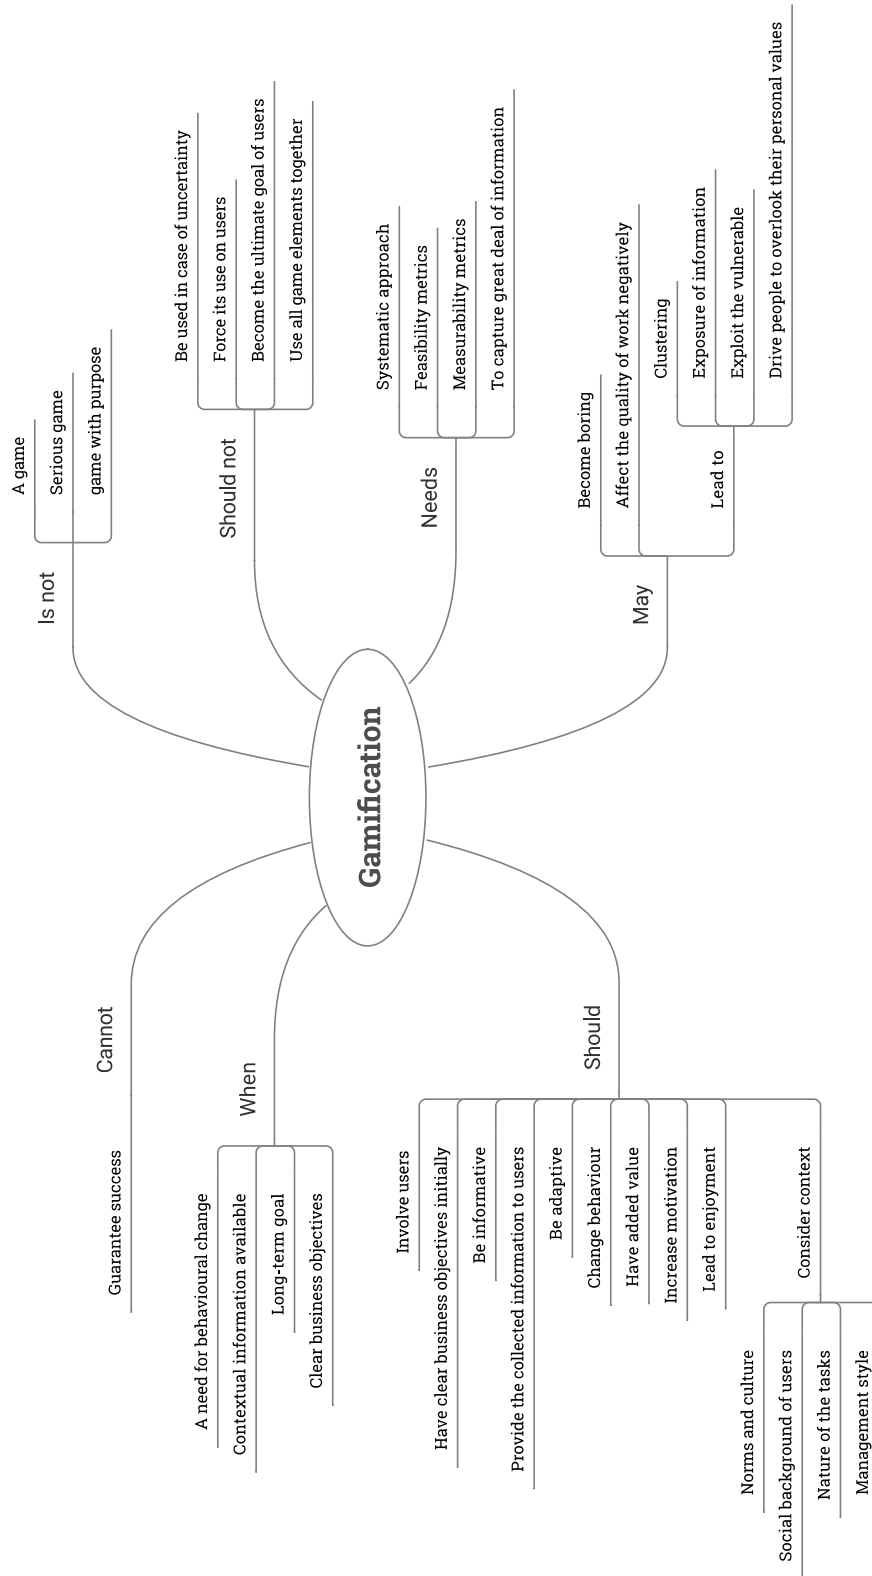 Gamification
Is not
A game
Serious game
game with purpose
Should not
Be used in case of uncertainty
Force its use on users
Become the ultimate goal of users
Use all game elements together
Needs
Systematic approach
Feasibility metrics
Measurability metrics
To capture great deal of information
May
Become boring
Affect the quality of work negatively
Lead to
Clustering
Exposure of information
Exploit the vulnerable
Drive people to overlook their personal values
Cannot
Guarantee success
When
A need for behavioural change
Contextual information available
Long-term goal
Clear business objectives
Should
Involve users
Have clear business objectives initially
Be informative
Provide the collected information to users
Be adaptive
Change behaviour
Have added value
Increase motivation
Lead to enjoyment
Consider context
Norms and culture
Social background of users
Nature of the tasks
Management style